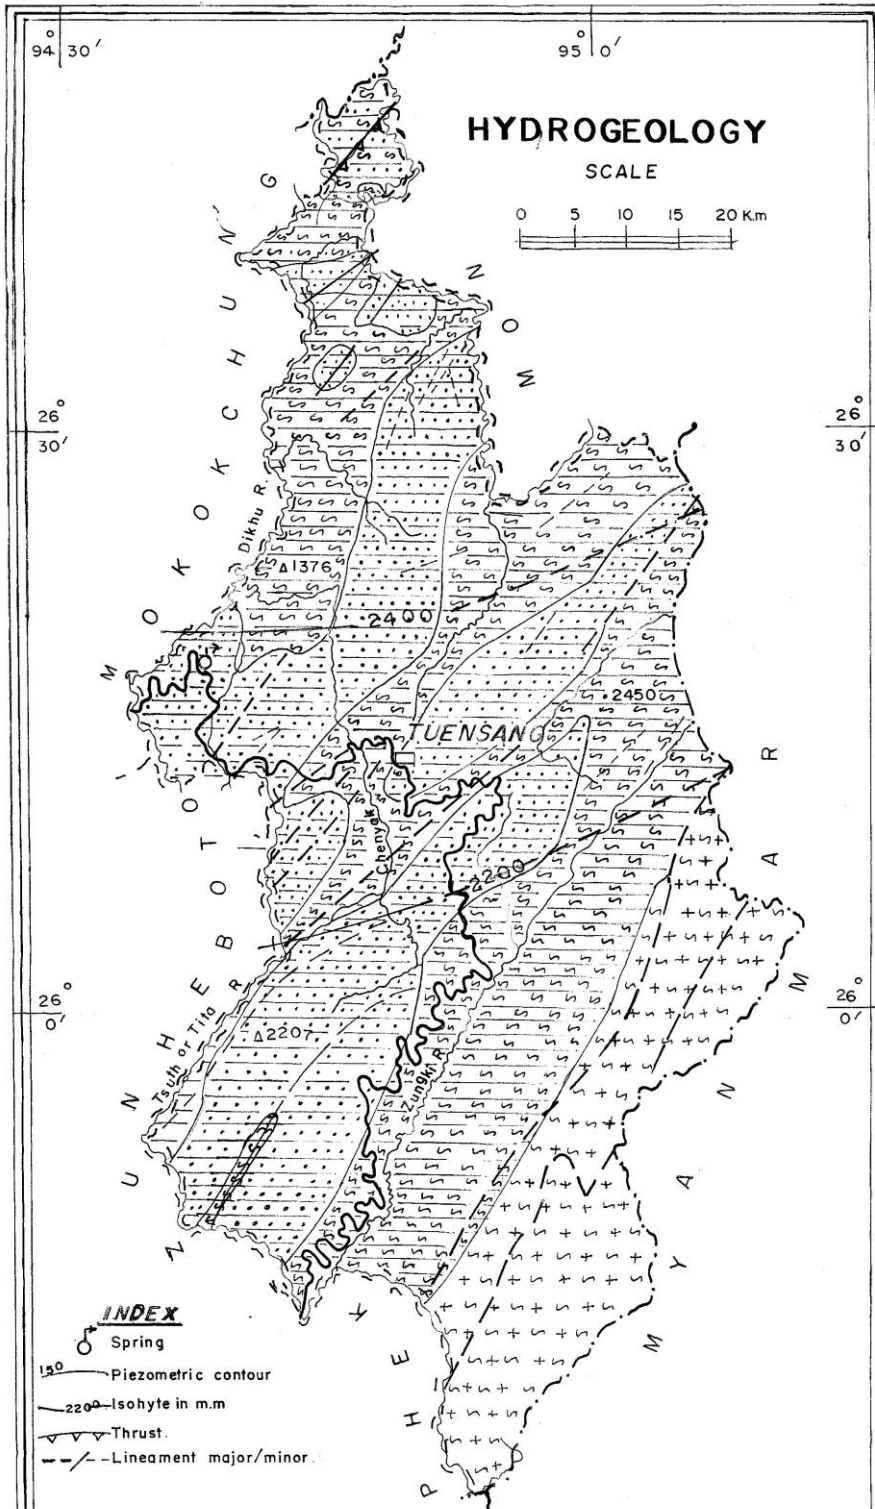 94° 30'
95° 0'
HYDROGEOLOGY
SCALE
0 5 10 15 20 K.m
MOKOKCHUNG
MON
26° 30'
26° 30'
Dikhu R.
Δ1376
2400
•2450
TUENSANG
Chenyak
2200
ZUNHEBOTO
MYANMAR
26° 0'
26° 0'
Tsuth or Tita R
Δ2207
Zungki R.
PHEK
INDEX
Spring
150 Piezometric contour
2200 Isohyte in m.m
Thrust.
Lineament major/minor.